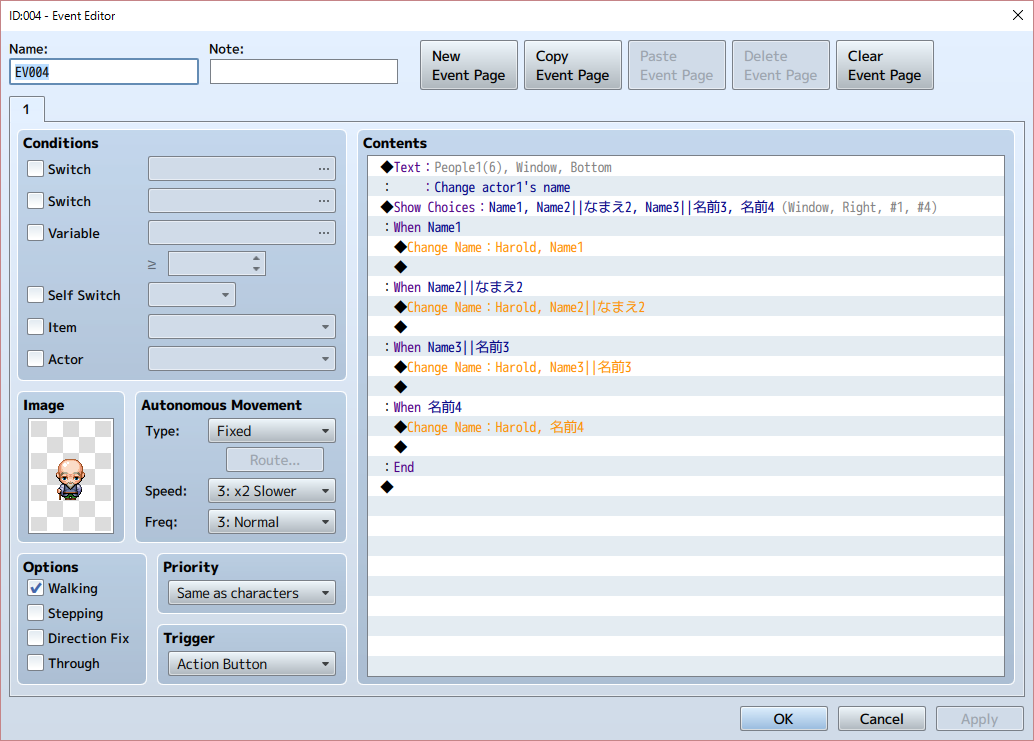 ID:004 - Event Editor
Name:
Note:
EV004
New
Event Page
Copy
Event Page
Paste
Event Page
Delete
Event Page
Clear
Event Page
1
Conditions
Switch
...
Switch
...
Variable
...
≥
Self Switch
Item
Actor
Image
Autonomous Movement
Type:
Fixed
Route...
Speed:
3: x2 Slower
Freq:
3: Normal
Options
Walking
Stepping
Direction Fix
Through
Priority
Same as characters
Trigger
Action Button
Contents
◆Text：People1(6), Window, Bottom
：　　：Change actor1's name
◆Show Choices：Name1, Name2||なまえ2, Name3||名前3, 名前4 (Window, Right, #1, #4)
：When Name1
◆Change Name：Harold, Name1
◆
：When Name2||なまえ2
◆Change Name：Harold, Name2||なまえ2
◆
：When Name3||名前3
◆Change Name：Harold, Name3||名前3
◆
：When 名前4
◆Change Name：Harold, 名前4
◆
：End
◆
OK
Cancel
Apply